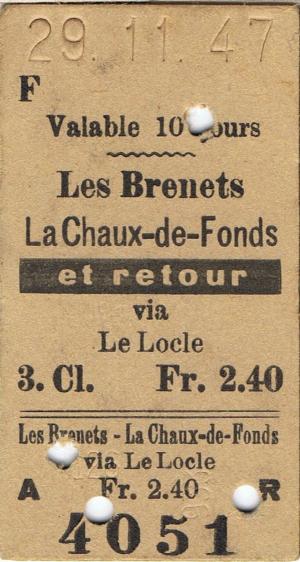 29.11.47
F
Valable 10 jours
Les Brenets
La Chaux-de-Fonds
et retour
via
Le Locle
3. Cl. Fr. 2.40
Les Brenets - La Chaux-de-Fonds
via Le Locle
A Fr. 2.40 R
4051